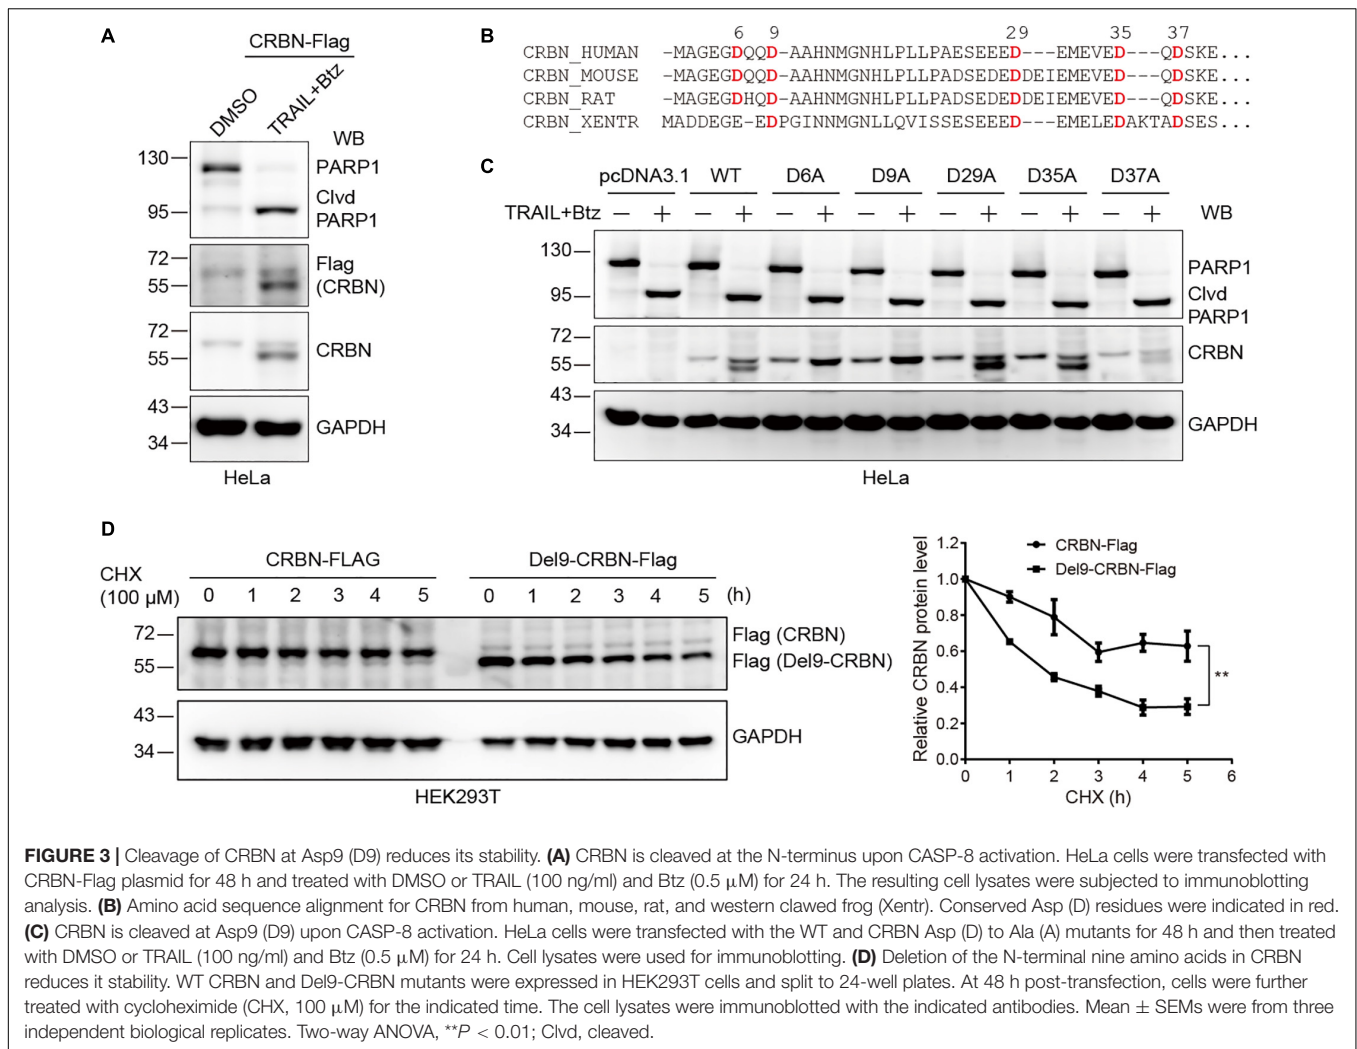 A
CRBN-Flag
DMSO
TRAIL+Btz
WB
130
PARP1
95
Clvd
PARP1
72
55
Flag
(CRBN)
72
55
CRBN
43
34
GAPDH
HeLa
B
6 9 29 35 37
CRBN_HUMAN -MAGEGDQQD-AAHNMGNHLPLLPAESEEED---EMEVED---QDSKE...
CRBN_MOUSE -MAGEGDQQD-AAHNMGNHLPLLPADSEDEDDEIEMEVED---QDSKE...
CRBN_RAT -MAGEGDHQD-AAHNMGNHLPLLPADSEDEDDEIEMEVED---QDSKE...
CRBN_XENTR MADDEGE-EDPGINNMGNLLQVISSESEEED---EMELEDAKTADSES...
C
pcDNA3.1 WT D6A D9A D29A D35A D37A
TRAIL+Btz − + − + − + − + − + − + − + WB
130
PARP1
95
Clvd
PARP1
72
55
CRBN
43
34
GAPDH
HeLa
D
CRBN-FLAG Del9-CRBN-Flag
CHX
(100 µM) 0 1 2 3 4 5 0 1 2 3 4 5 (h)
72
55
Flag (CRBN)
Flag (Del9-CRBN)
43
34
GAPDH
HEK293T
CRBN-Flag
Del9-CRBN-Flag
Relative CRBN protein level
1.2
1.0
0.8
0.6
0.4
0.2
0.0
**
0 1 2 3 4 5 6
CHX (h)
FIGURE 3 | Cleavage of CRBN at Asp9 (D9) reduces its stability. (A) CRBN is cleaved at the N-terminus upon CASP-8 activation. HeLa cells were transfected with
CRBN-Flag plasmid for 48 h and treated with DMSO or TRAIL (100 ng/ml) and Btz (0.5 µM) for 24 h. The resulting cell lysates were subjected to immunoblotting
analysis. (B) Amino acid sequence alignment for CRBN from human, mouse, rat, and western clawed frog (Xentr). Conserved Asp (D) residues were indicated in red.
(C) CRBN is cleaved at Asp9 (D9) upon CASP-8 activation. HeLa cells were transfected with the WT and CRBN Asp (D) to Ala (A) mutants for 48 h and then treated
with DMSO or TRAIL (100 ng/ml) and Btz (0.5 µM) for 24 h. Cell lysates were used for immunoblotting. (D) Deletion of the N-terminal nine amino acids in CRBN
reduces it stability. WT CRBN and Del9-CRBN mutants were expressed in HEK293T cells and split to 24-well plates. At 48 h post-transfection, cells were further
treated with cycloheximide (CHX, 100 µM) for the indicated time. The cell lysates were immunoblotted with the indicated antibodies. Mean ± SEMs were from three
independent biological replicates. Two-way ANOVA, **P < 0.01; Clvd, cleaved.